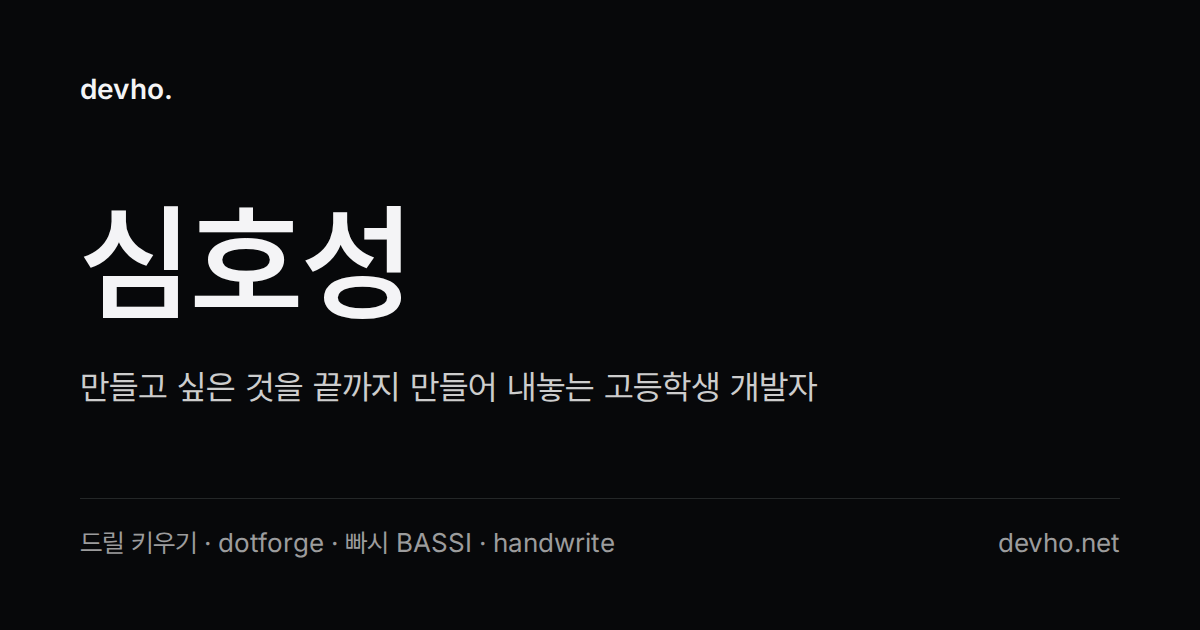 devho.
심호성
만들고 싶은 것을 끝까지 만들어 내놓는 고등학생 개발자
드릴 키우기 · dotforge · 빠시 BASSI · handwrite
devho.net